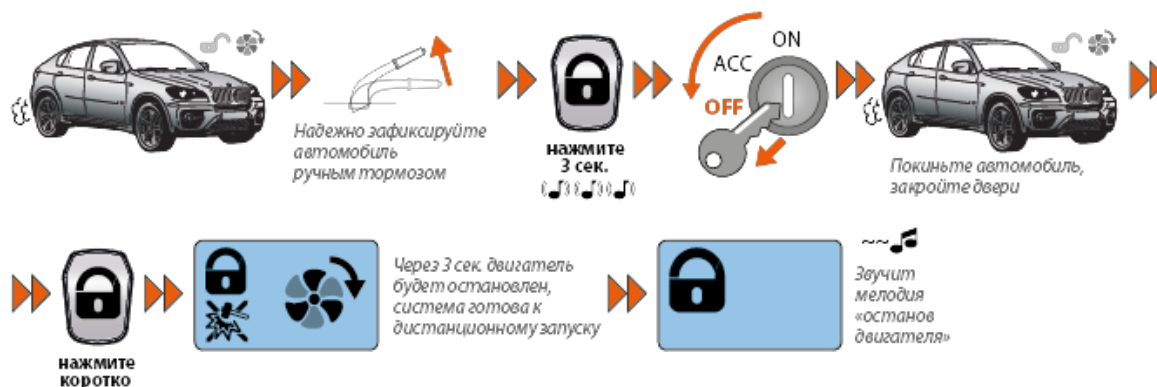 Надежно зафиксируйте
автомобиль
ручным тормозом
нажмите
3 сек.
ON
ACC
OFF
Покиньте автомобиль,
закройте двери
нажмите
коротко
Через 3 сек. двигатель
будет остановлен,
система готова к
дистанционному запуску
Звучит
мелодия
«останов
двигателя»